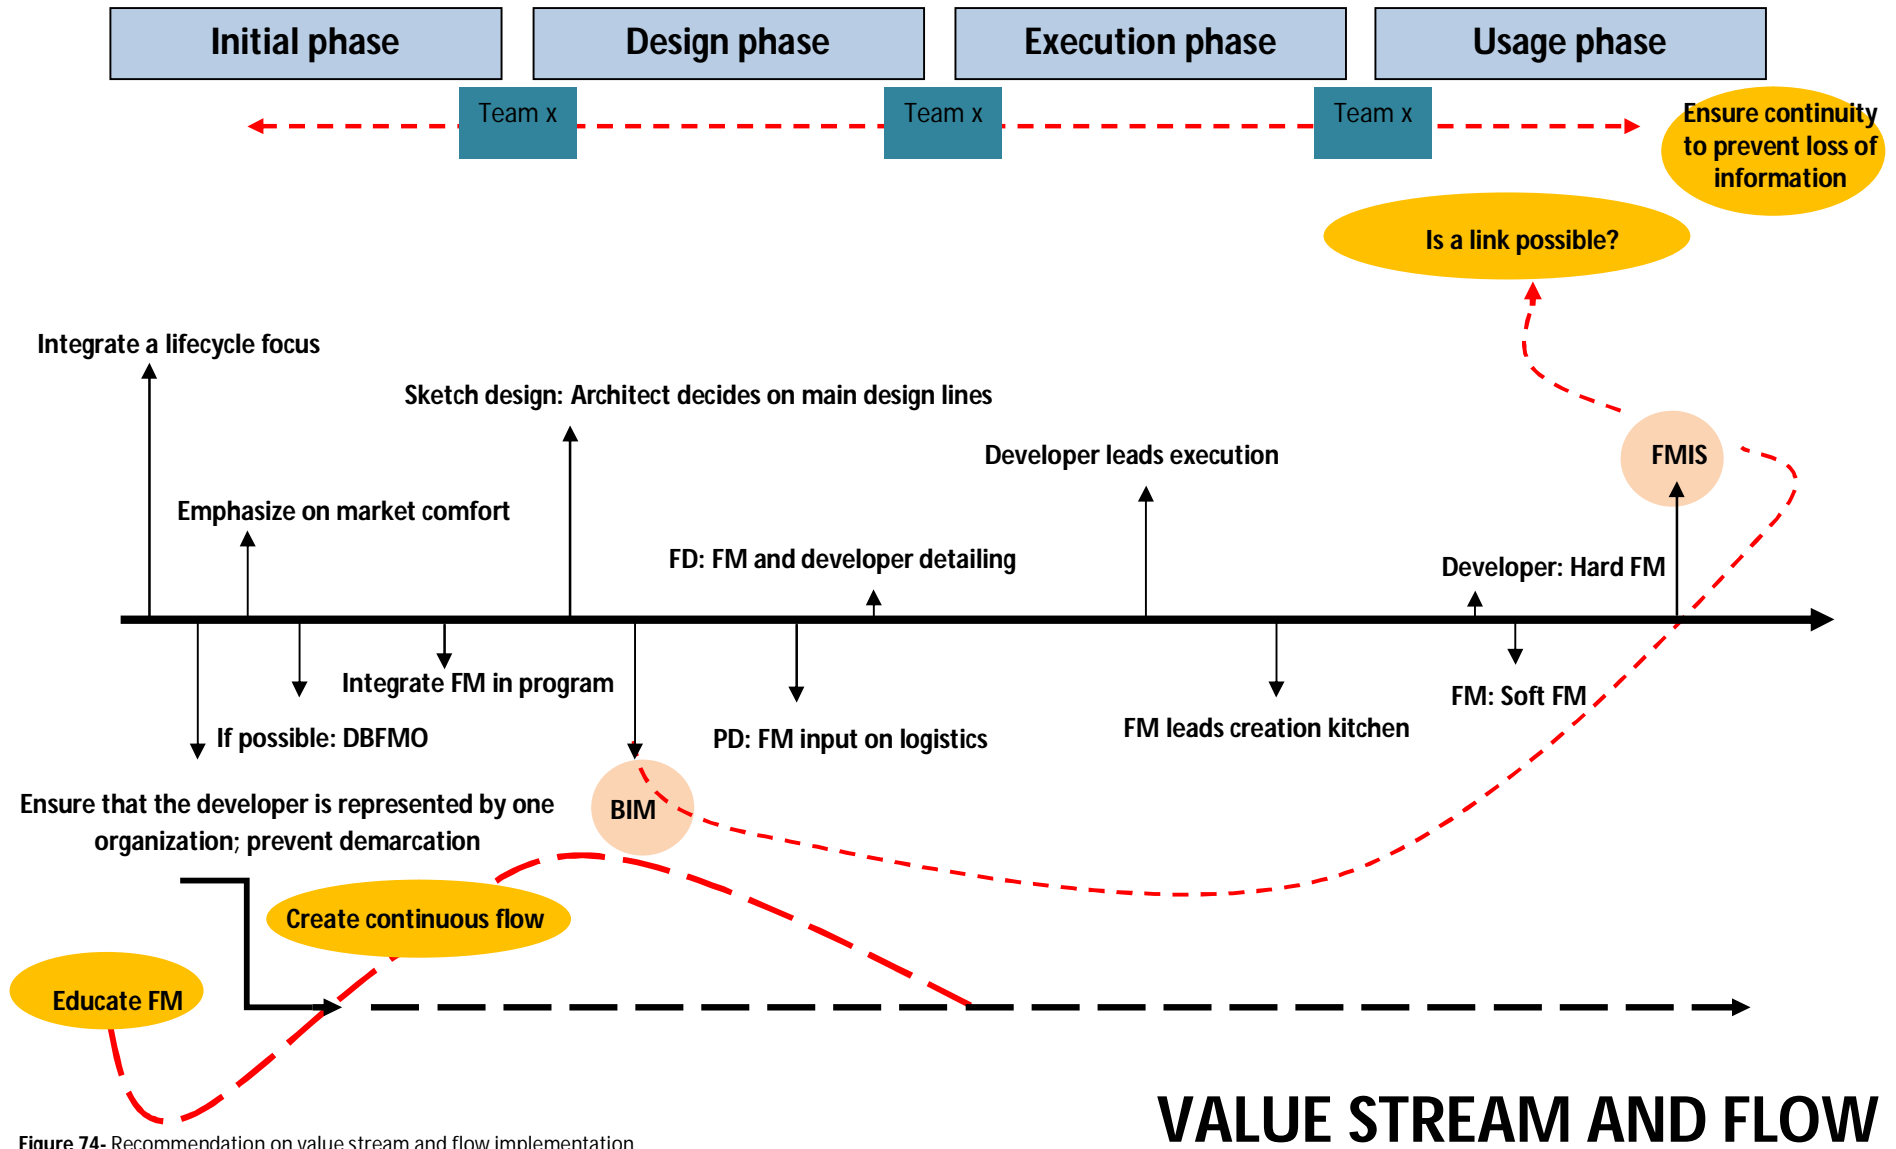 Initial phase
Design phase
Execution phase
Usage phase
Team x
Team x
Team x
Ensure continuity
to prevent loss of
information
Is a link possible?
Integrate a lifecycle focus
Sketch design: Architect decides on main design lines
Developer leads execution
FMIS
Emphasize on market comfort
FD: FM and developer detailing
Developer: Hard FM
Integrate FM in program
FM: Soft FM
If possible: DBFMO
PD: FM input on logistics
FM leads creation kitchen
Ensure that the developer is represented by one
organization; prevent demarcation
BIM
Create continuous flow
Educate FM
VALUE STREAM AND FLOW
Figure 74- Recommendation on value stream and flow implementation